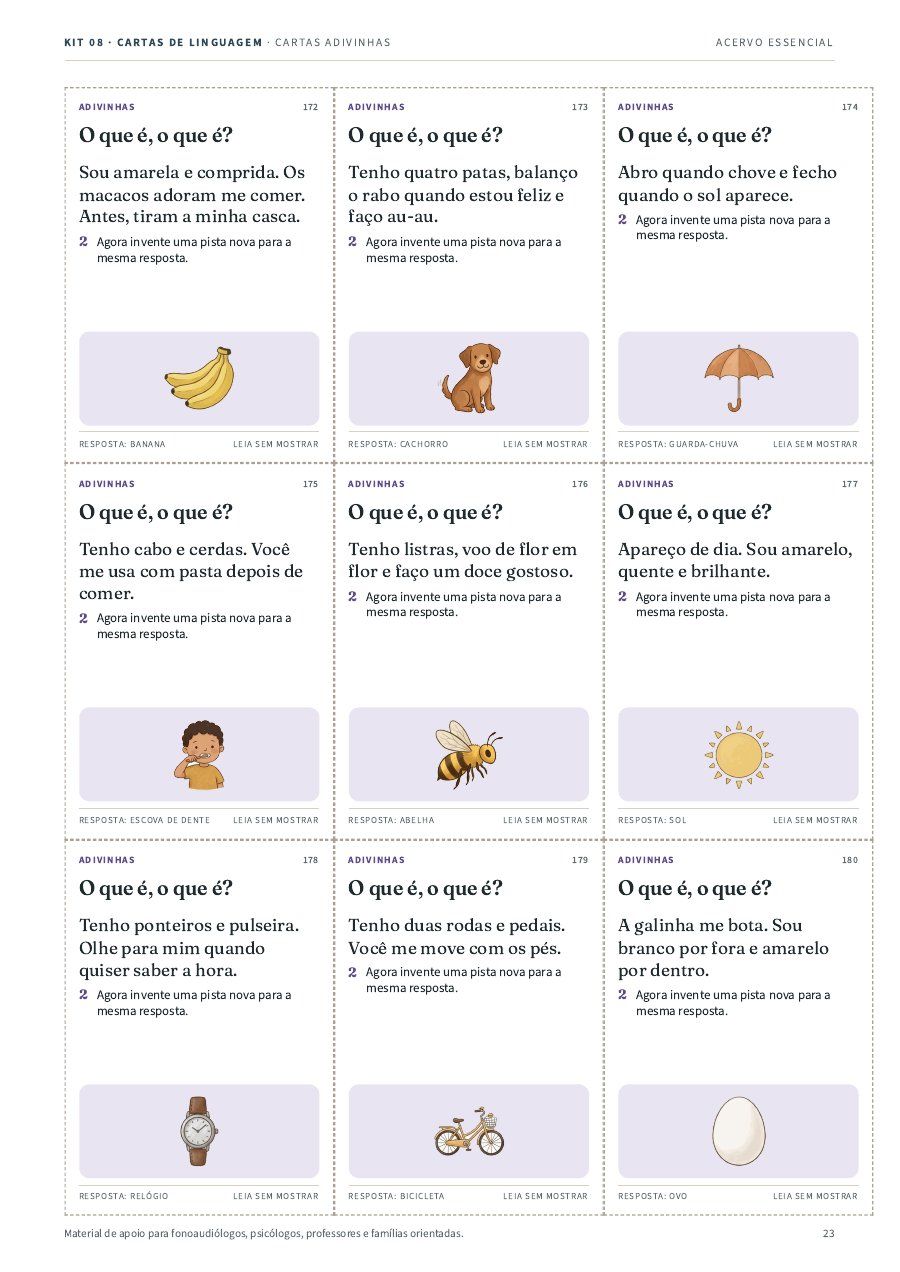 KIT 08 · CARTAS DE LINGUAGEM · CARTAS ADIVINHAS
ACERVO ESSENCIAL
ADIVINHAS 172
O que é, o que é?
Sou amarela e comprida. Os
macacos adoram me comer.
Antes, tiram a minha casca.
2 Agora invente uma pista nova para a
mesma resposta.
RESPOSTA: BANANA LEIA SEM MOSTRAR
ADIVINHAS 173
O que é, o que é?
Tenho quatro patas, balanço
o rabo quando estou feliz e
faço au-au.
2 Agora invente uma pista nova para a
mesma resposta.
RESPOSTA: CACHORRO LEIA SEM MOSTRAR
ADIVINHAS 174
O que é, o que é?
Abro quando chove e fecho
quando o sol aparece.
2 Agora invente uma pista nova para a
mesma resposta.
RESPOSTA: GUARDA-CHUVA LEIA SEM MOSTRAR
ADIVINHAS 175
O que é, o que é?
Tenho cabo e cerdas. Você
me usa com pasta depois de
comer.
2 Agora invente uma pista nova para a
mesma resposta.
RESPOSTA: ESCOVA DE DENTE LEIA SEM MOSTRAR
ADIVINHAS 176
O que é, o que é?
Tenho listras, voo de flor em
flor e faço um doce gostoso.
2 Agora invente uma pista nova para a
mesma resposta.
RESPOSTA: ABELHA LEIA SEM MOSTRAR
ADIVINHAS 177
O que é, o que é?
Apareço de dia. Sou amarelo,
quente e brilhante.
2 Agora invente uma pista nova para a
mesma resposta.
RESPOSTA: SOL LEIA SEM MOSTRAR
ADIVINHAS 178
O que é, o que é?
Tenho ponteiros e pulseira.
Olhe para mim quando
quiser saber a hora.
2 Agora invente uma pista nova para a
mesma resposta.
RESPOSTA: RELÓGIO LEIA SEM MOSTRAR
ADIVINHAS 179
O que é, o que é?
Tenho duas rodas e pedais.
Você me move com os pés.
2 Agora invente uma pista nova para a
mesma resposta.
RESPOSTA: BICICLETA LEIA SEM MOSTRAR
ADIVINHAS 180
O que é, o que é?
A galinha me bota. Sou
branco por fora e amarelo
por dentro.
2 Agora invente uma pista nova para a
mesma resposta.
RESPOSTA: OVO LEIA SEM MOSTRAR
Material de apoio para fonoaudiólogos, psicólogos, professores e famílias orientadas.
23